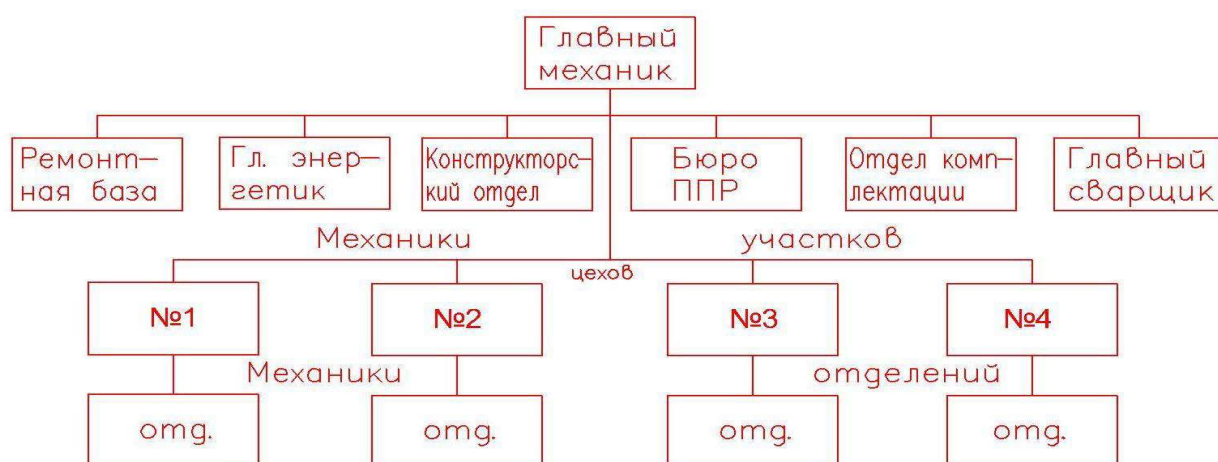 Главный
механик
Ремонт–
ная база
Гл. энер–
гетик
Конструкторс–
кий отдел
Бюро
ППР
Отдел комп–
лектации
Главный
сварщик
Механики участков
цехов
№1 №2 №3 №4
Механики отделений
отд. отд. отд. отд.